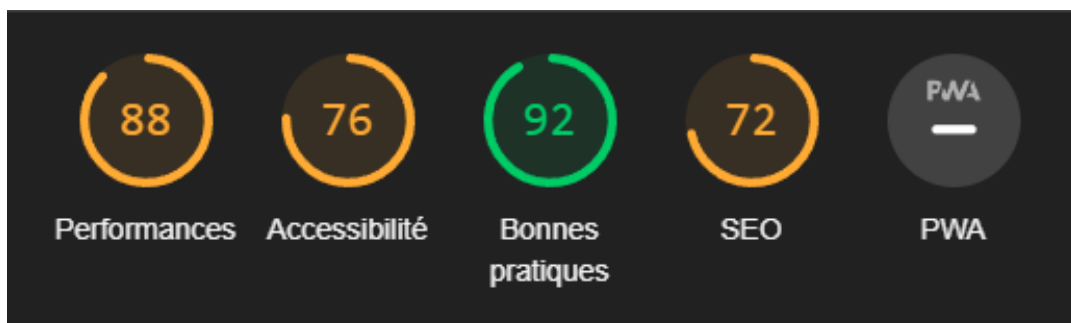 88
76
92
72
PWA
Performances
Accessibilité
Bonnes
pratiques
SEO
PWA